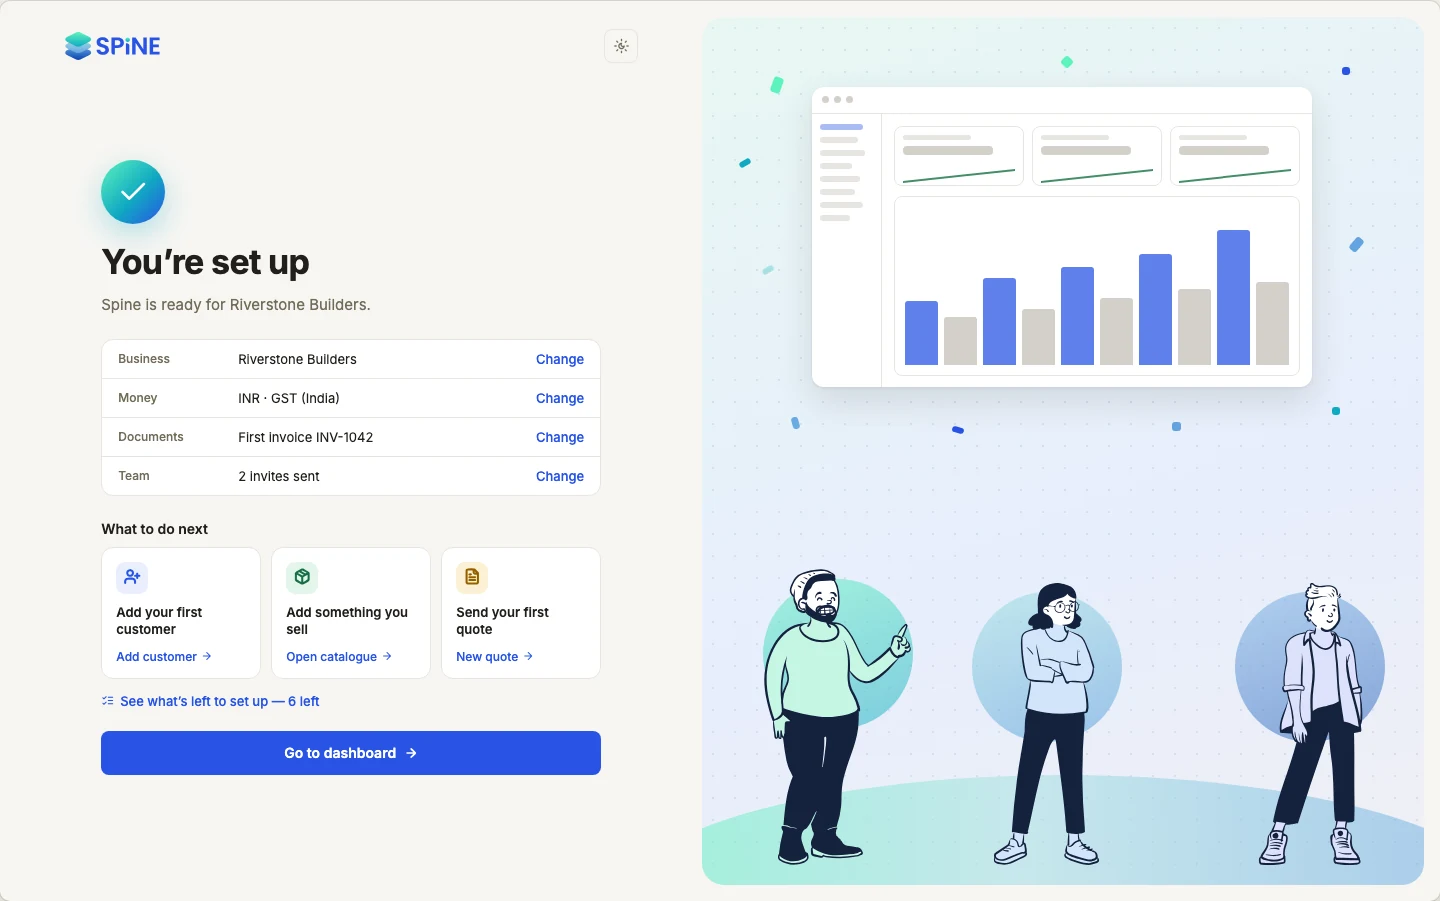 SPiNE
You’re set up
Spine is ready for Riverstone Builders.
Business Riverstone Builders Change
Money INR · GST (India) Change
Documents First invoice INV-1042 Change
Team 2 invites sent Change
What to do next
Add your first
customer
Add customer →
Add something you
sell
Open catalogue →
Send your first
quote
New quote →
See what’s left to set up — 6 left
Go to dashboard →